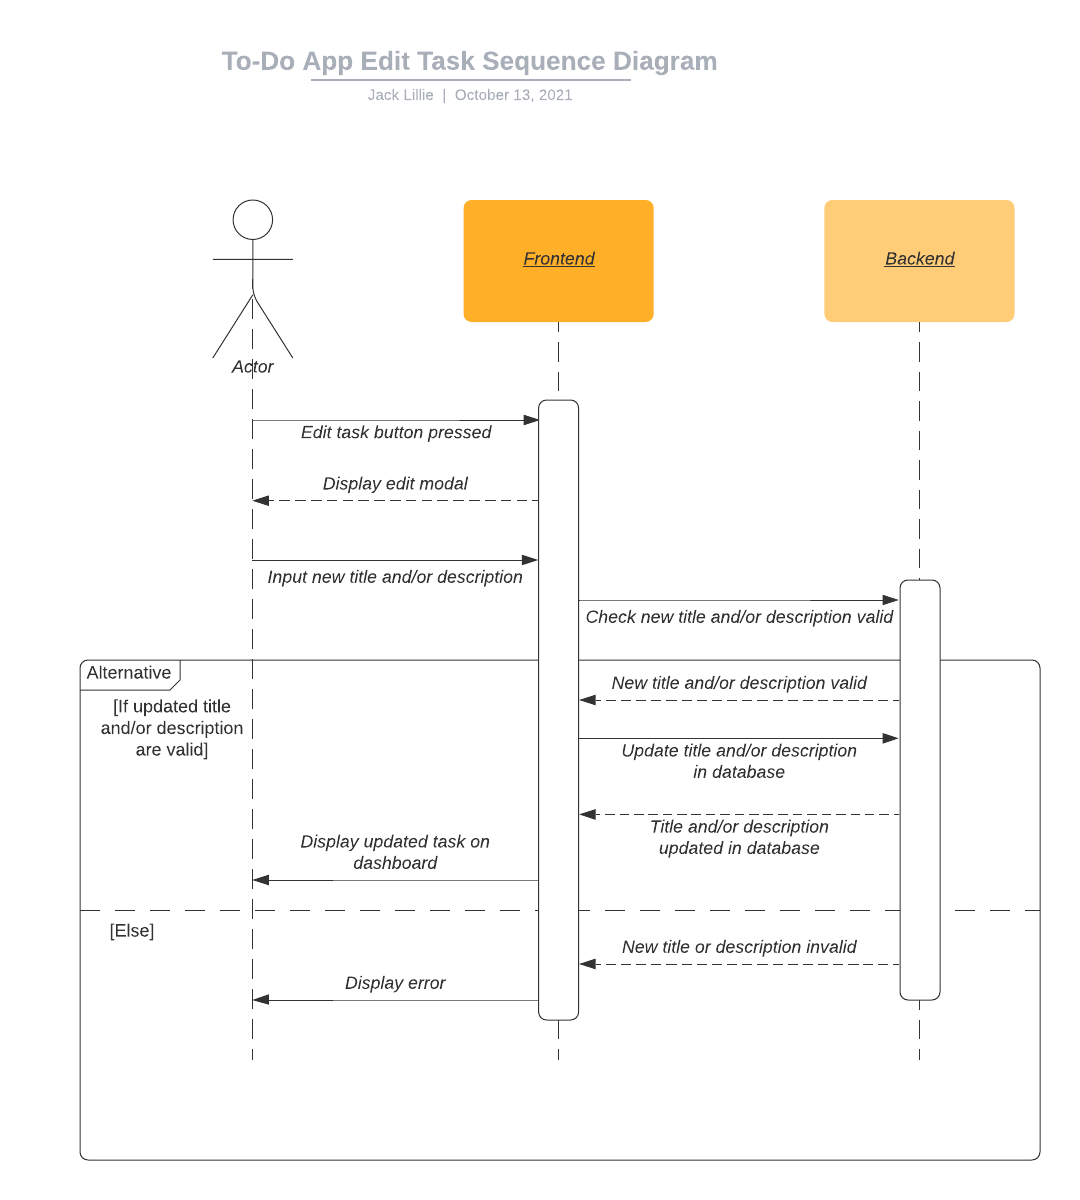 To-Do App Edit Task Sequence Diagram
Jack Lillie | October 13, 2021
Frontend
Backend
Actor
Edit task button pressed
Display edit modal
Input new title and/or description
Check new title and/or description valid
Alternative
[If updated title
and/or description
are valid]
New title and/or description valid
Update title and/or description
in database
Title and/or description
updated in database
Display updated task on
dashboard
[Else]
New title or description invalid
Display error